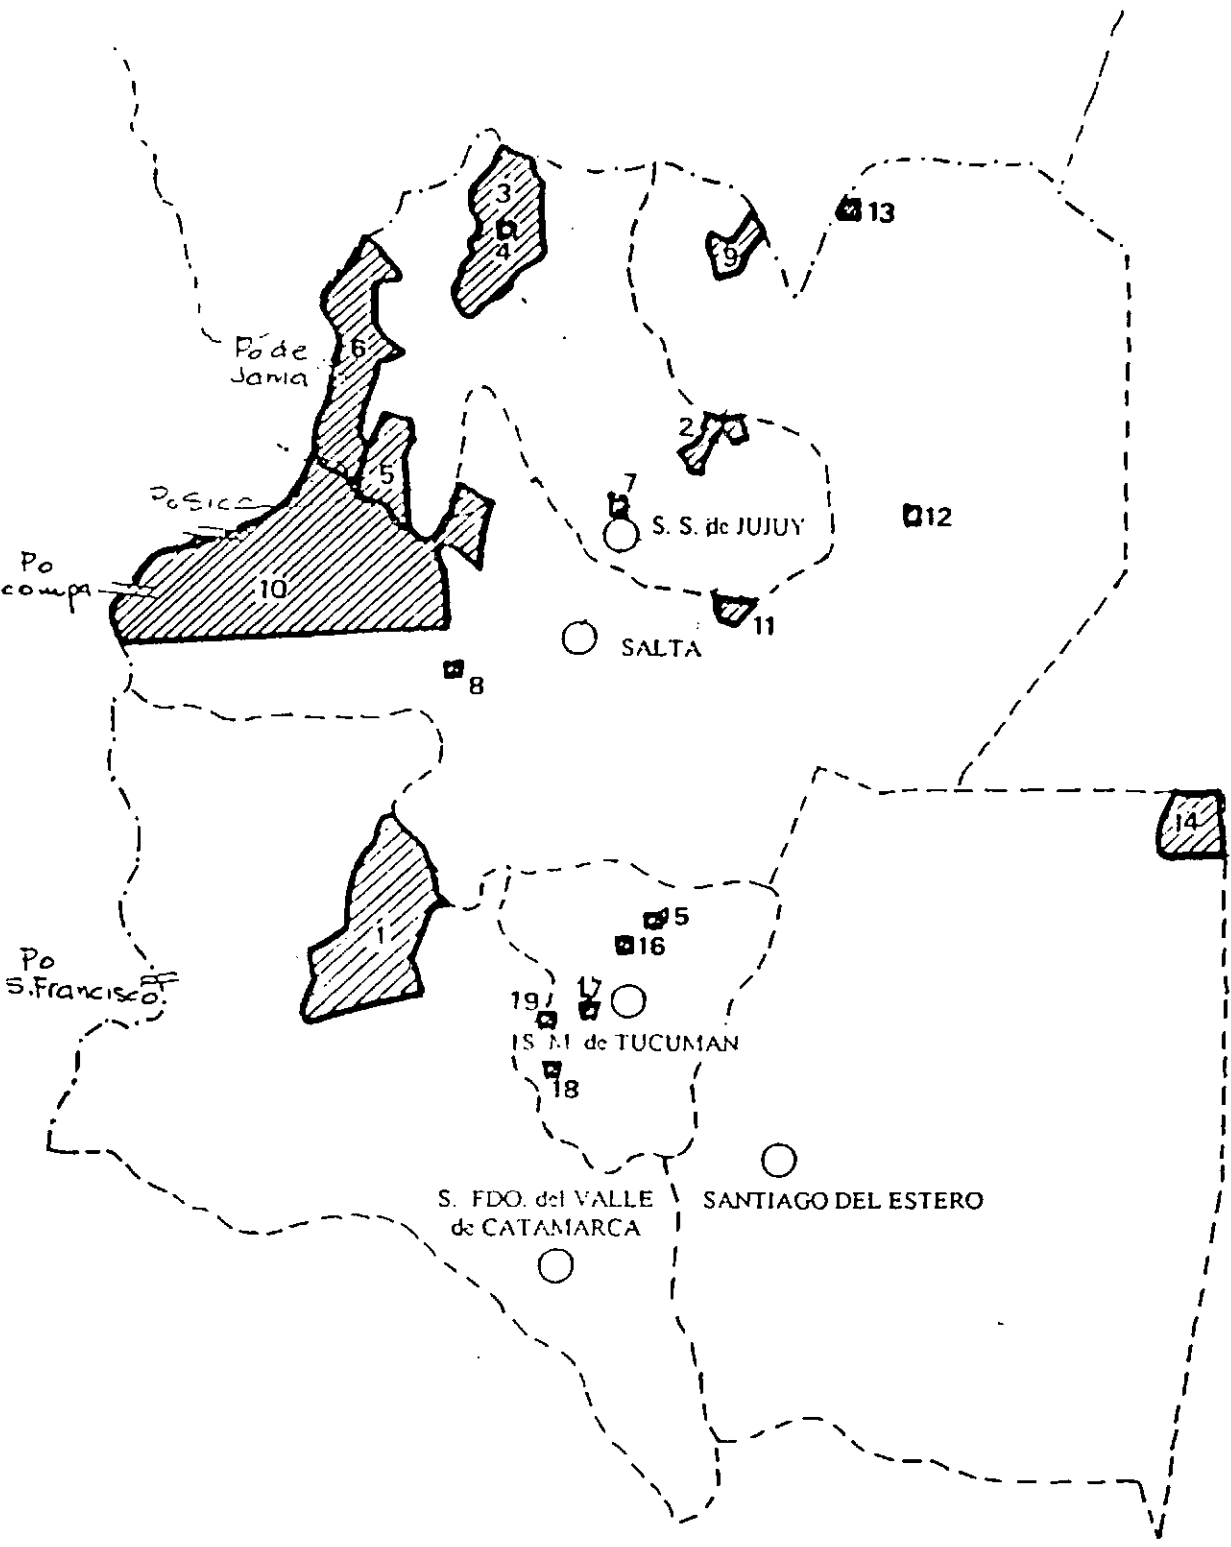 3
4
13
9
6
Po de
Jama
2
5
7
S. S. de JUJUY
12
Po Sico
Po
compa
10
11
SALTA
8
14
1
15
16
Po
S. Francisco
17
19
S. M. de TUCUMAN
18
S. FDO. del VALLE
de CATAMARCA
SANTIAGO DEL ESTERO